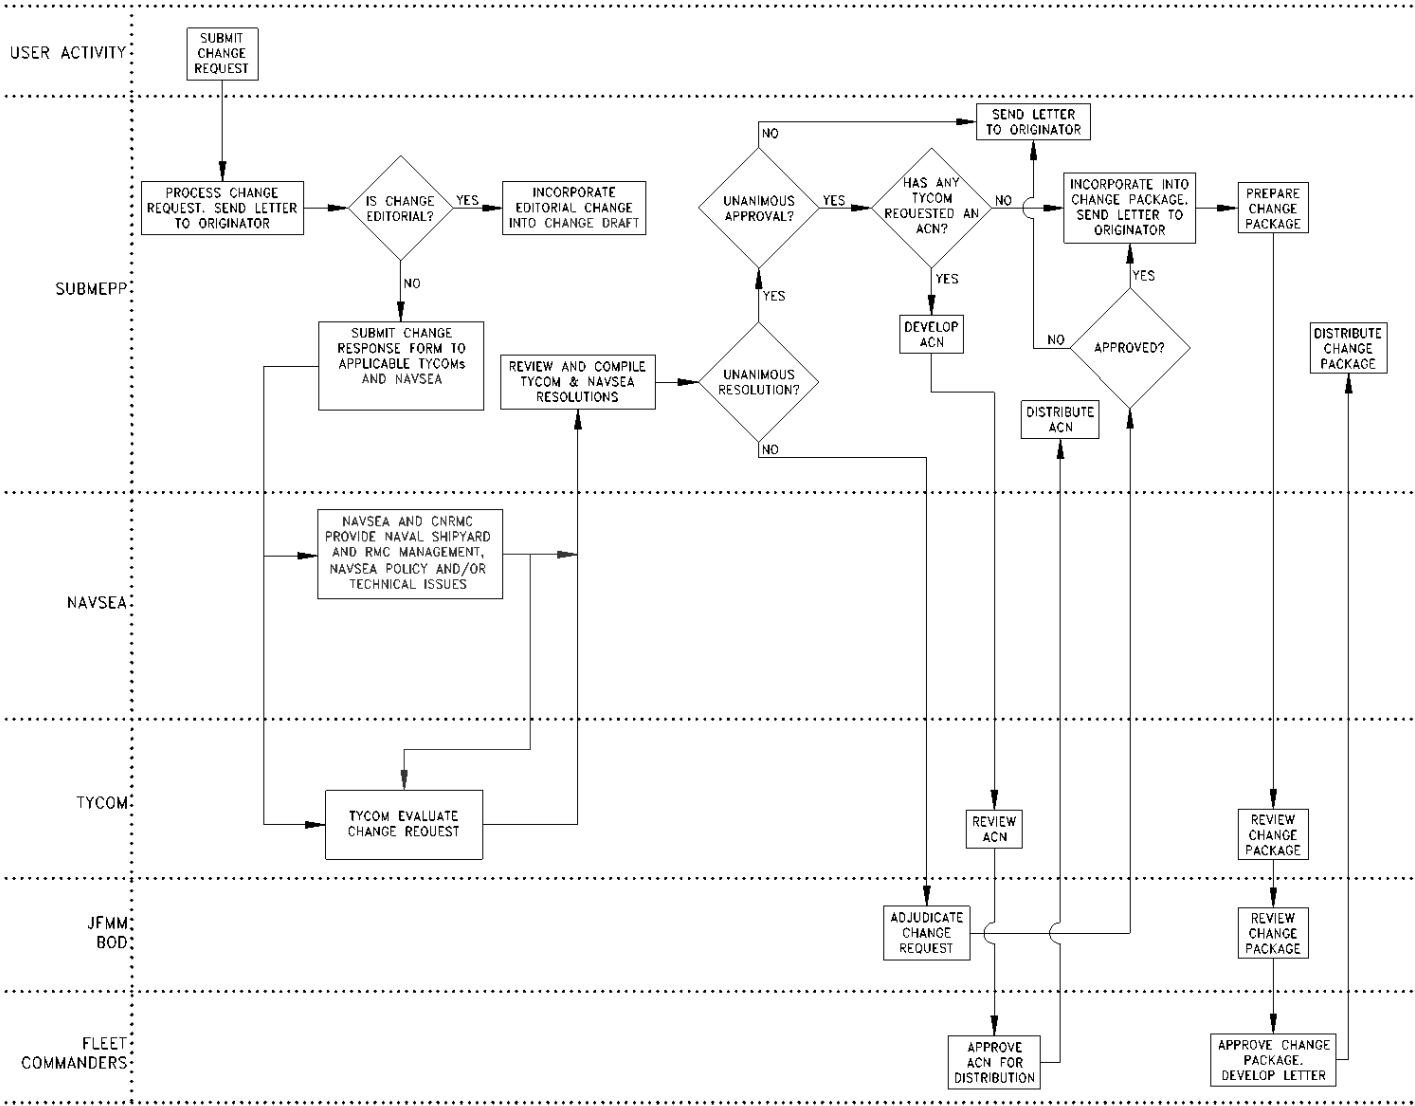 USER ACTIVITY
SUBMIT
CHANGE
REQUEST
SUBMEPP
PROCESS CHANGE
REQUEST. SEND LETTER
TO ORIGINATOR
IS CHANGE
EDITORIAL?
YES
INCORPORATE
EDITORIAL CHANGE
INTO CHANGE DRAFT
NO
SUBMIT CHANGE
RESPONSE FORM TO
APPLICABLE TYCOMs
AND NAVSEA
REVIEW AND COMPILE
TYCOM & NAVSEA
RESOLUTIONS
UNANIMOUS
RESOLUTION?
YES
NO
UNANIMOUS
APPROVAL?
NO
YES
SEND LETTER
TO ORIGINATOR
HAS ANY
TYCOM
REQUESTED AN
ACN?
NO
YES
DEVELOP
ACN
INCORPORATE INTO
CHANGE PACKAGE.
SEND LETTER TO
ORIGINATOR
YES
NO
APPROVED?
DISTRIBUTE
ACN
PREPARE
CHANGE
PACKAGE
DISTRIBUTE
CHANGE
PACKAGE
NAVSEA
NAVSEA AND CNRMC
PROVIDE NAVAL SHIPYARD
AND RMC MANAGEMENT,
NAVSEA POLICY AND/OR
TECHNICAL ISSUES
TYCOM
TYCOM EVALUATE
CHANGE REQUEST
REVIEW
ACN
REVIEW
CHANGE
PACKAGE
JFMM
BOD
ADJUDICATE
CHANGE
REQUEST
REVIEW
CHANGE
PACKAGE
FLEET
COMMANDERS
APPROVE
ACN FOR
DISTRIBUTION
APPROVE CHANGE
PACKAGE.
DEVELOP LETTER